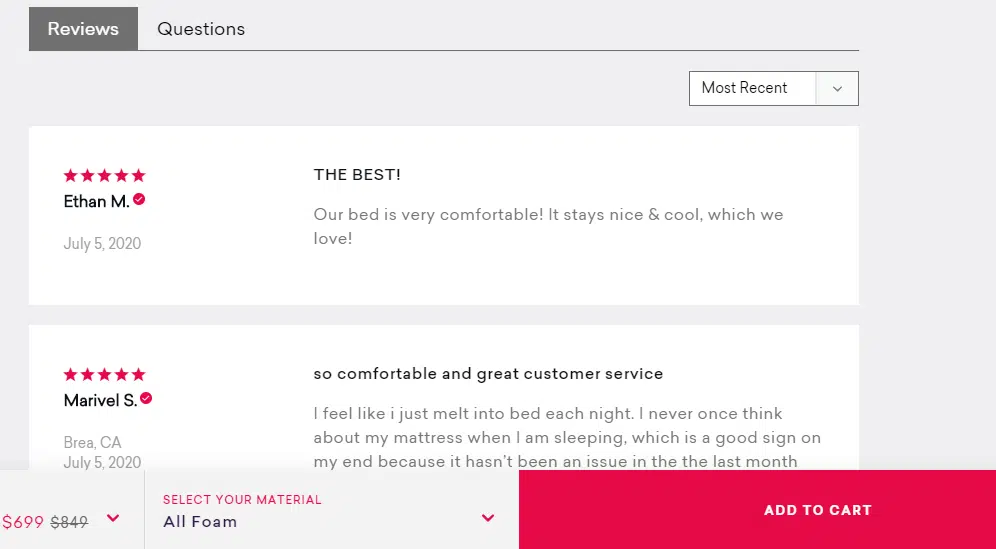 Reviews Questions
Most Recent
THE BEST!
Ethan M.
Our bed is very comfortable! It stays nice & cool, which we
love!
July 5, 2020
so comfortable and great customer service
Marivel S.
I feel like i just melt into bed each night. I never once think
about my mattress when I am sleeping, which is a good sign on
my end because it hasn't been an issue in the the last month
Brea, CA
July 5, 2020
SELECT YOUR MATERIAL
$699 $849
All Foam
ADD TO CART